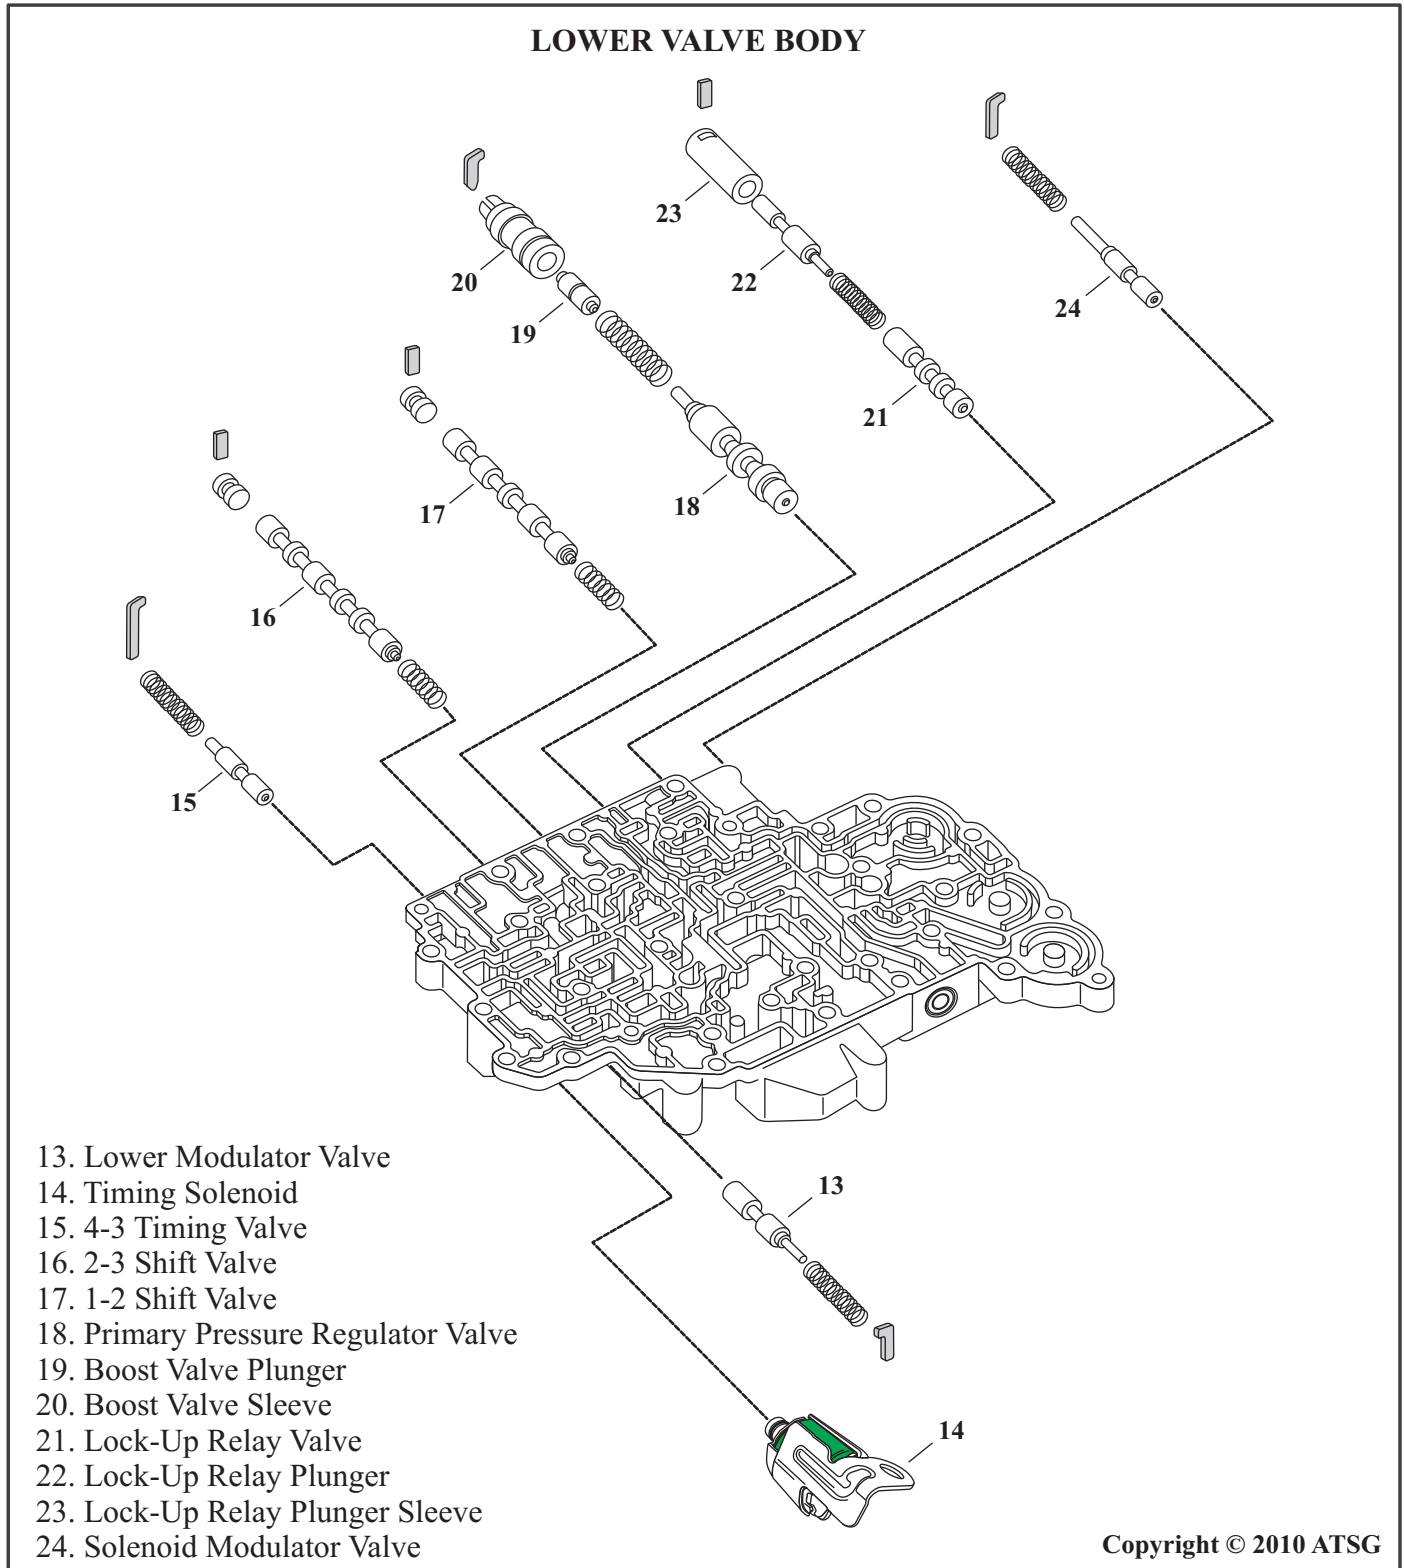 LOWER VALVE BODY
23
20
22
24
19
21
17
18
16
15
13
14
13. Lower Modulator Valve
14. Timing Solenoid
15. 4-3 Timing Valve
16. 2-3 Shift Valve
17. 1-2 Shift Valve
18. Primary Pressure Regulator Valve
19. Boost Valve Plunger
20. Boost Valve Sleeve
21. Lock-Up Relay Valve
22. Lock-Up Relay Plunger
23. Lock-Up Relay Plunger Sleeve
24. Solenoid Modulator Valve
Copyright © 2010 ATSG